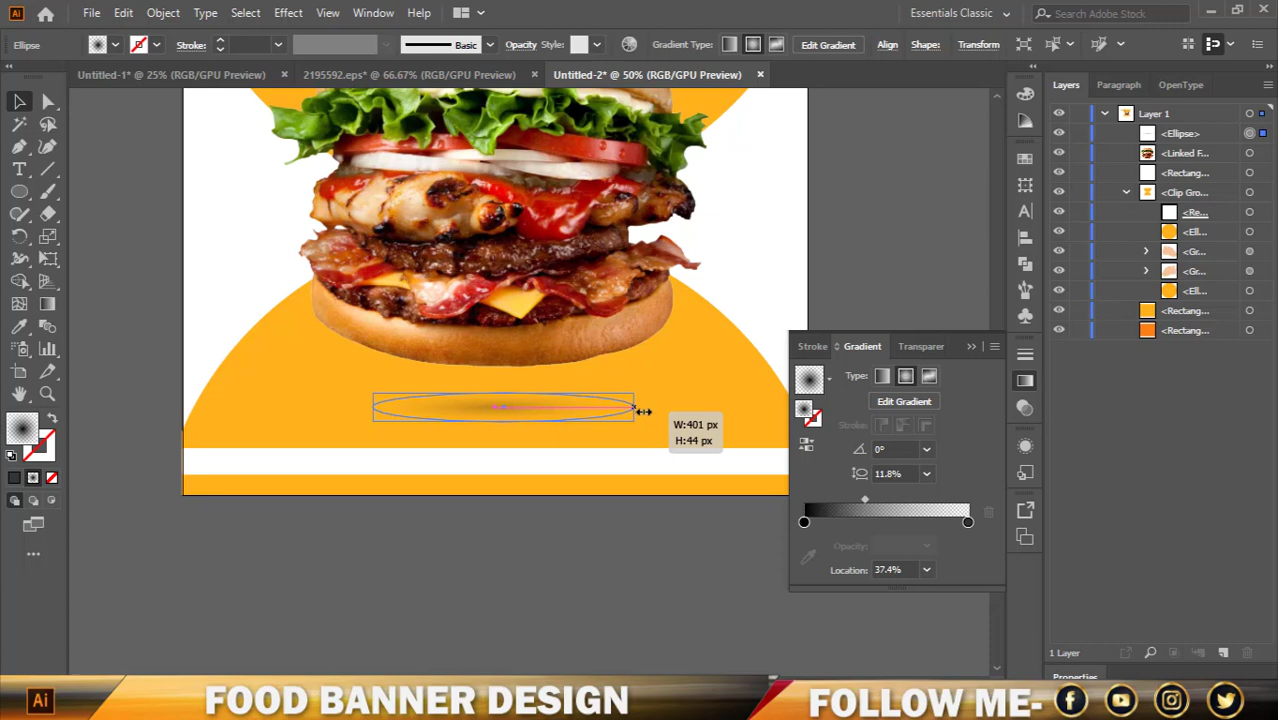 Ai File Edit Object Type Select Effect View Window Help Essentials Classic Search Adobe Stock
Ellipse Stroke: Basic Opacity Style: Gradient Type: Edit Gradient Align Shape: Transform
Untitled-1* @ 25% (RGB/GPU Preview) × 2195592.eps* @ 66.67% (RGB/GPU Preview) × Untitled-2* @ 50% (RGB/GPU Preview) ×
Layers Paragraph OpenType
Layer 1
<Ellipse>
<Linked F...
<Rectang...
Clip Gro...
<Re...
<Ell...
<Gr...
<Gr...
<Ell...
<Rectang...
<Rectang...
Stroke Gradient Transparer
Type:
Edit Gradient
Stroke:
0°
11.8%
Opacity:
Location: 37.4%
W:401 px
H:44 px
1 Layer
Properties
Ai FOOD BANNER DESIGN FOLLOW ME-